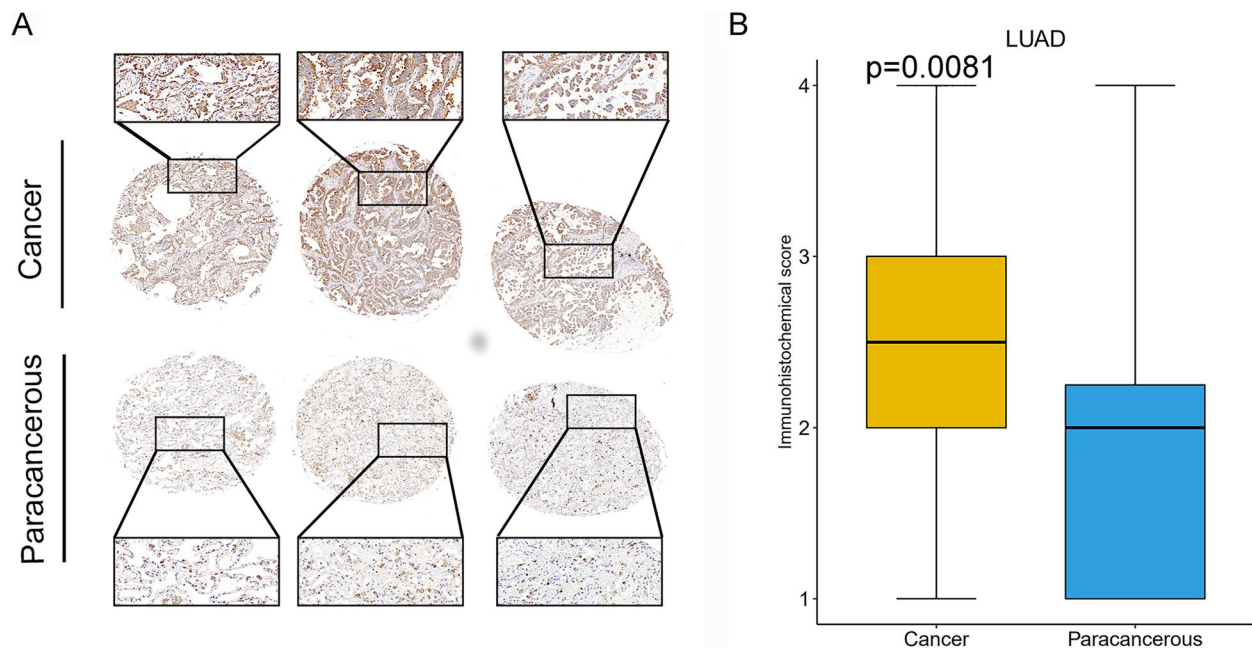 A
Cancer
Paracancerous
B
LUAD
p=0.0081
Immunohistochemical score
4
3
2
1
Cancer
Paracancerous